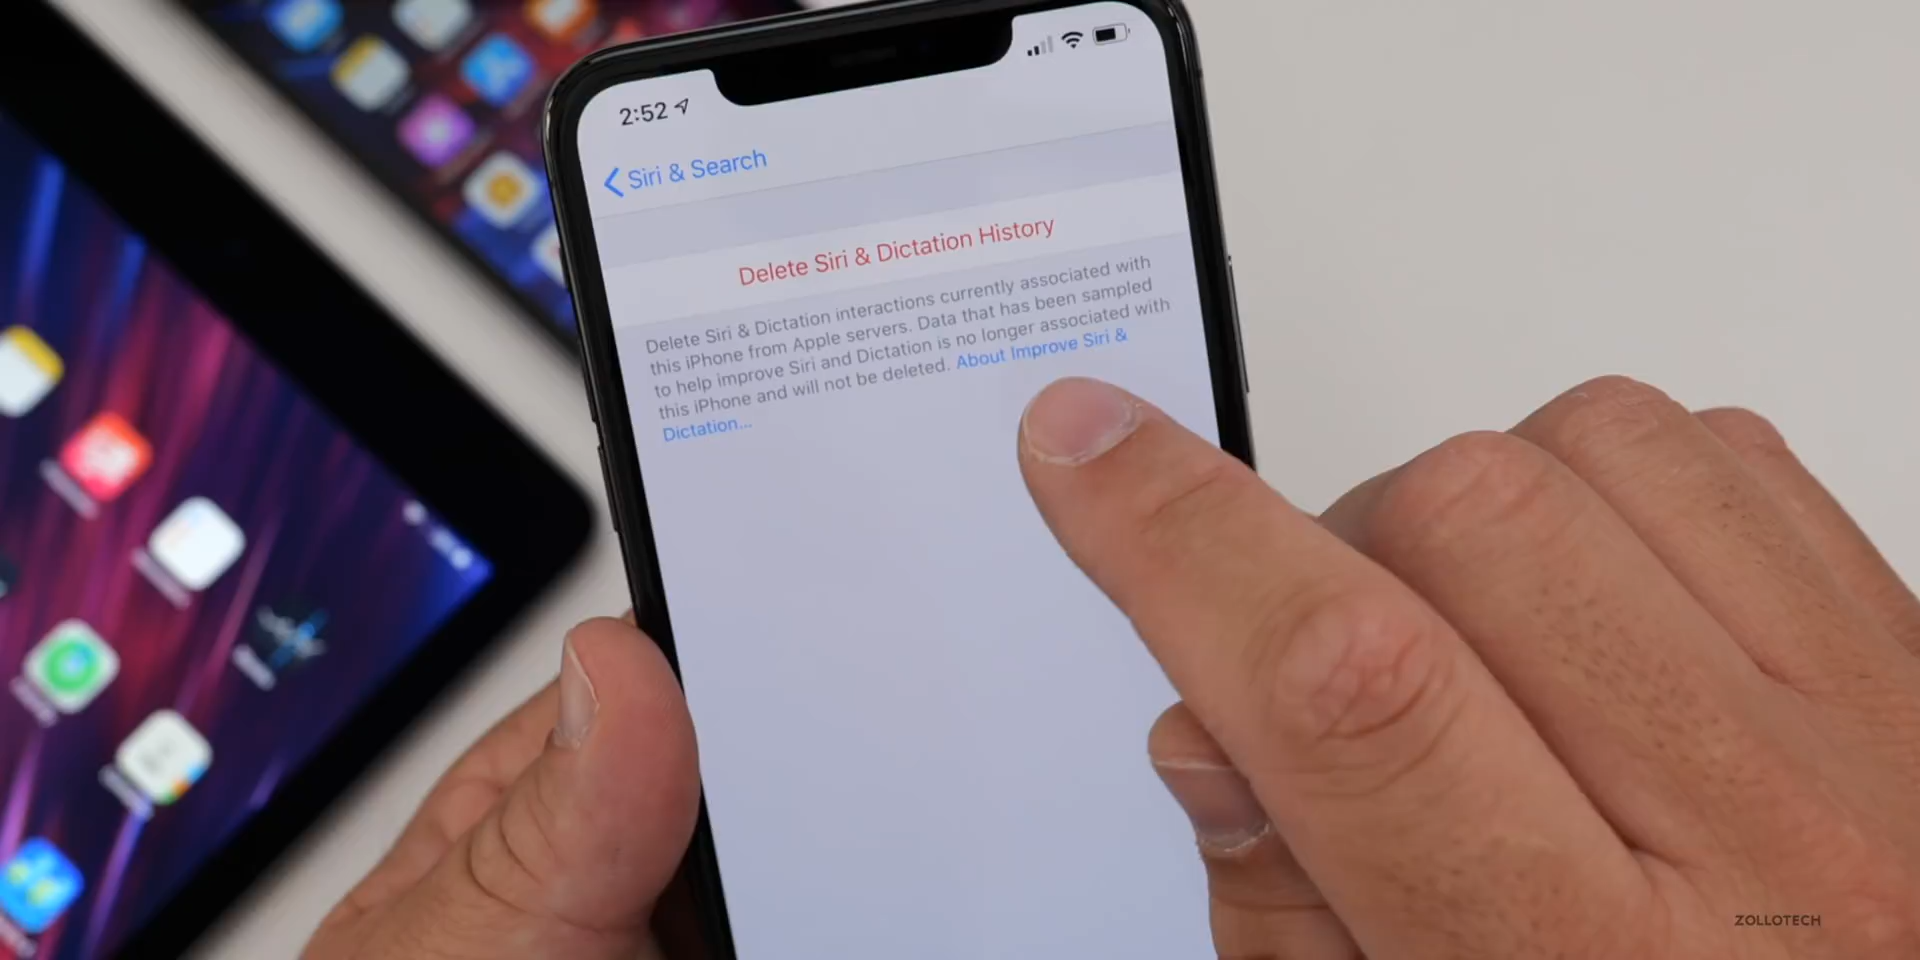 2:52
Siri & Search
Delete Siri & Dictation History
Delete Siri & Dictation interactions currently associated with
this iPhone from Apple servers. Data that has been sampled
to help improve Siri and Dictation is no longer associated with
this iPhone and will not be deleted. About Improve Siri &
Dictation...
ZOLLOTECH